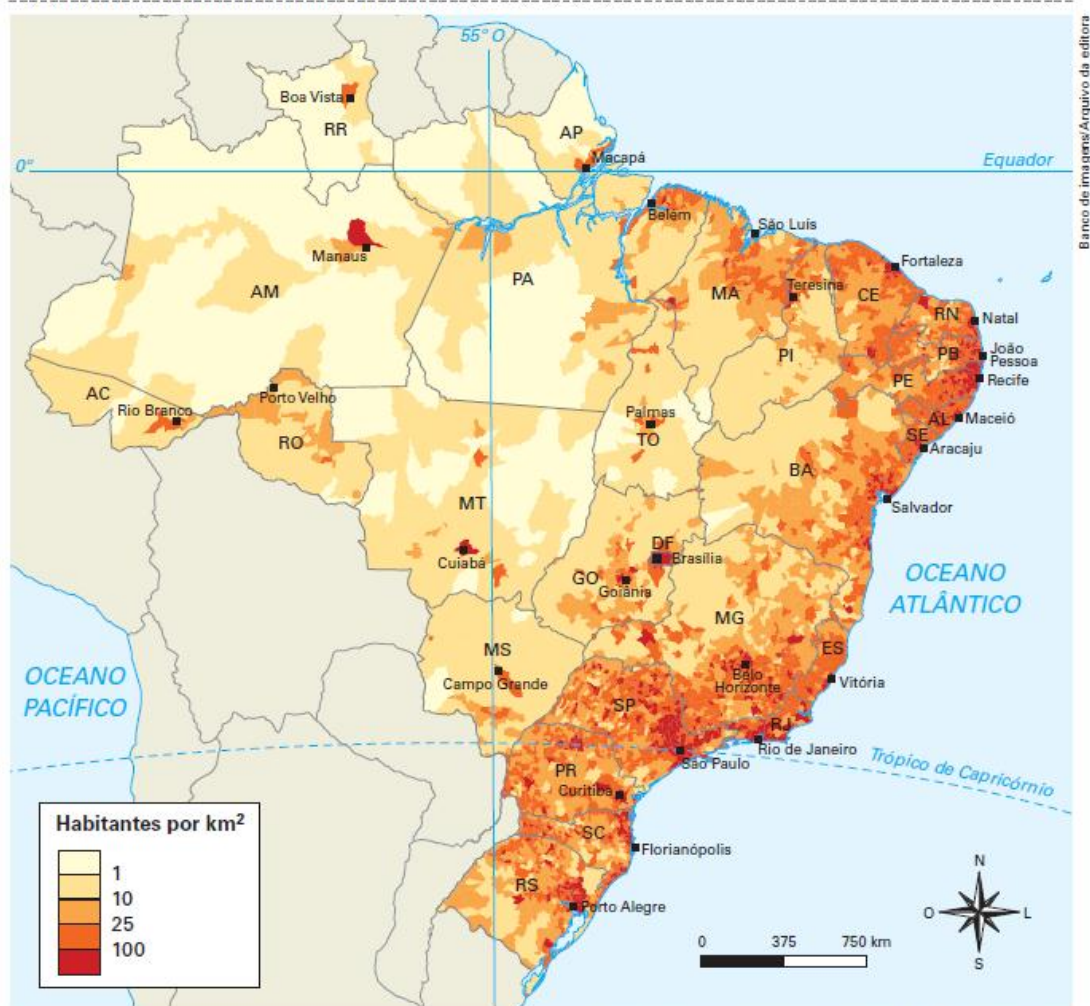 Banco de imagens/Arquivo da editora
55° O
Boa Vista
RR
AP
Macapá
0°
Equador
Belém
São Luís
Manaus
Fortaleza
AM
PA
MA
Teresina
CE
RN
Natal
PI
PB
João
Pessoa
PE
Recife
AC
Porto Velho
Rio Branco
Palmas
AL
Maceió
TO
SE
RO
Aracaju
BA
MT
Salvador
DF
Cuiabá
Brasília
GO
Goiânia
OCEANO
ATLÂNTICO
MG
MS
ES
Campo Grande
Belo
Horizonte
Vitória
OCEANO
PACÍFICO
SP
RJ
Rio de Janeiro
São Paulo
Trópico de Capricórnio
PR
Curitiba
SC
Florianópolis
RS
Porto Alegre
Habitantes por km²
1
10
25
100
N
O
L
S
0 375 750 km